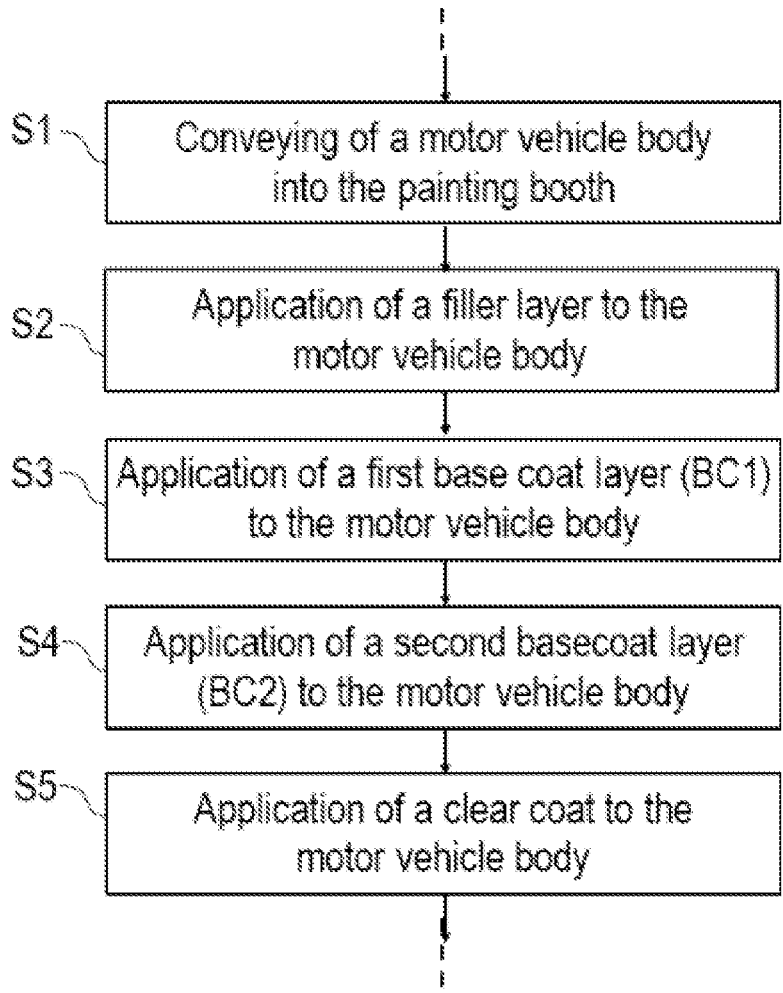 S1
Conveying of a motor vehicle body
into the painting booth
S2
Application of a filler layer to the
motor vehicle body
S3
Application of a first base coat layer (BC1)
to the motor vehicle body
S4
Application of a second basecoat layer
(BC2) to the motor vehicle body
S5
Application of a clear coat to the
motor vehicle body